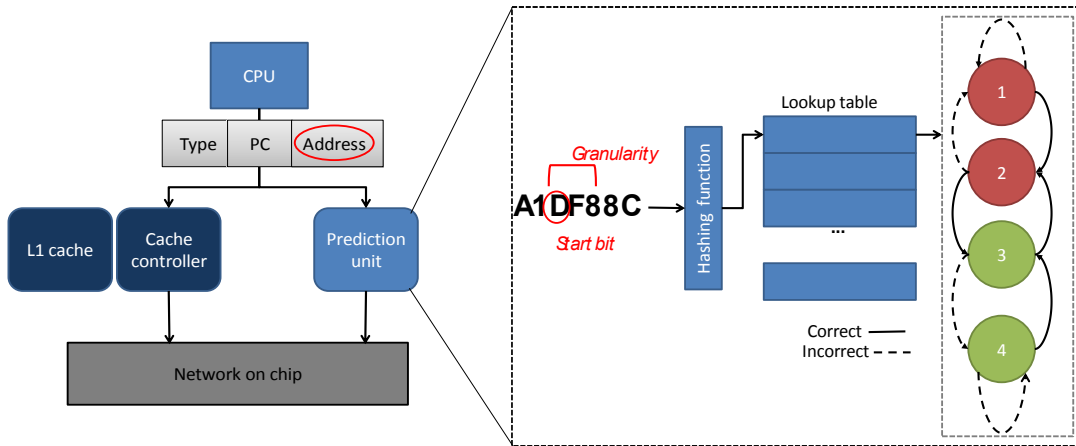 CPU
Type PC Address
L1 cache
Cache controller
Prediction unit
Network on chip
Granularity
A1DF88C
Start bit
Hashing function
Lookup table
...
Correct
Incorrect
1
2
3
4